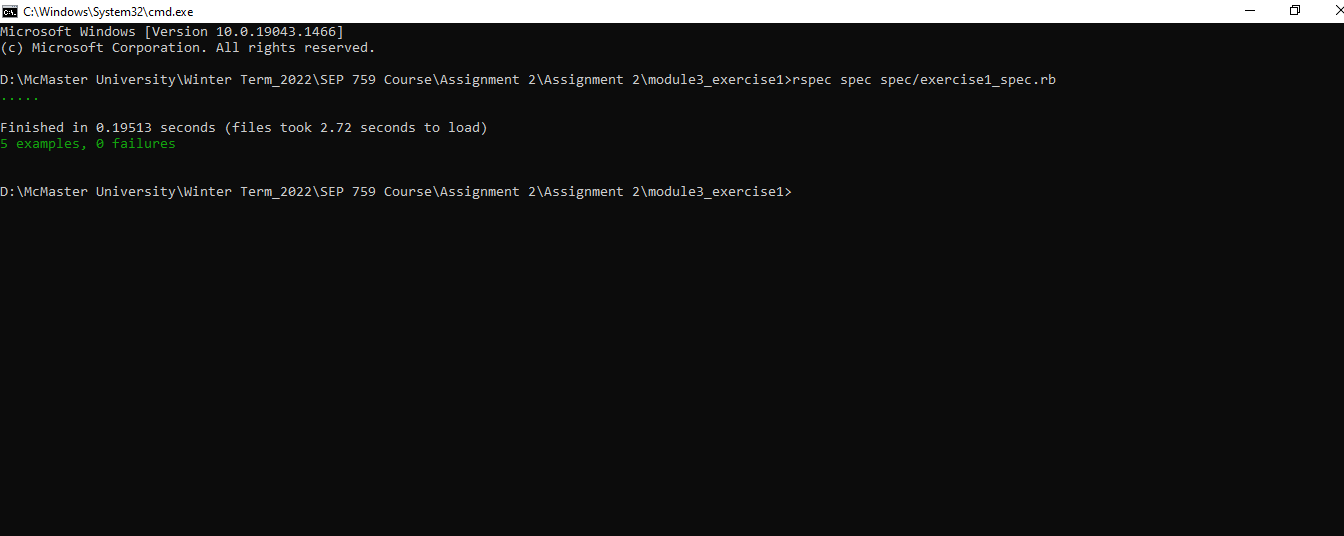 C:\Windows\System32\cmd.exe
Microsoft Windows [Version 10.0.19043.1466]
(c) Microsoft Corporation. All rights reserved.
D:\McMaster University\Winter Term_2022\SEP 759 Course\Assignment 2\Assignment 2\module3_exercise1>rspec spec spec/exercise1_spec.rb
.....
Finished in 0.19513 seconds (files took 2.72 seconds to load)
5 examples, 0 failures
D:\McMaster University\Winter Term_2022\SEP 759 Course\Assignment 2\Assignment 2\module3_exercise1>